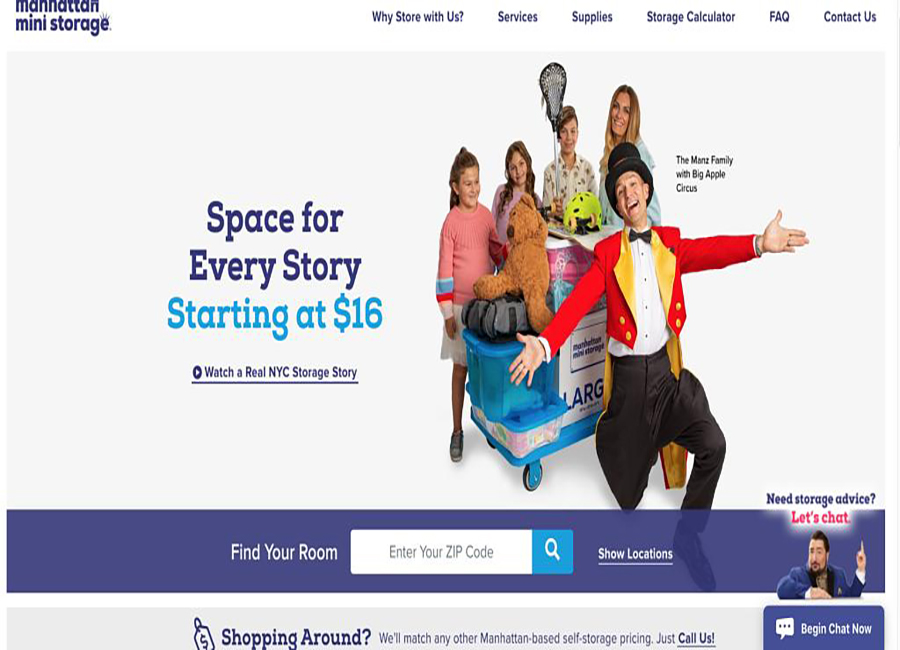 manhattan
mini storage.
Why Store with Us?
Services
Supplies
Storage Calculator
FAQ
Contact Us
The Manz Family
with Big Apple
Circus
Space for
Every Story
Starting at $16
Watch a Real NYC Storage Story
manhattan
mini storage
LARG
Need storage advice?
Let's chat.
Find Your Room
Enter Your ZIP Code
Show Locations
Begin Chat Now
Shopping Around? We'll match any other Manhattan-based self-storage pricing. Just Call Us!